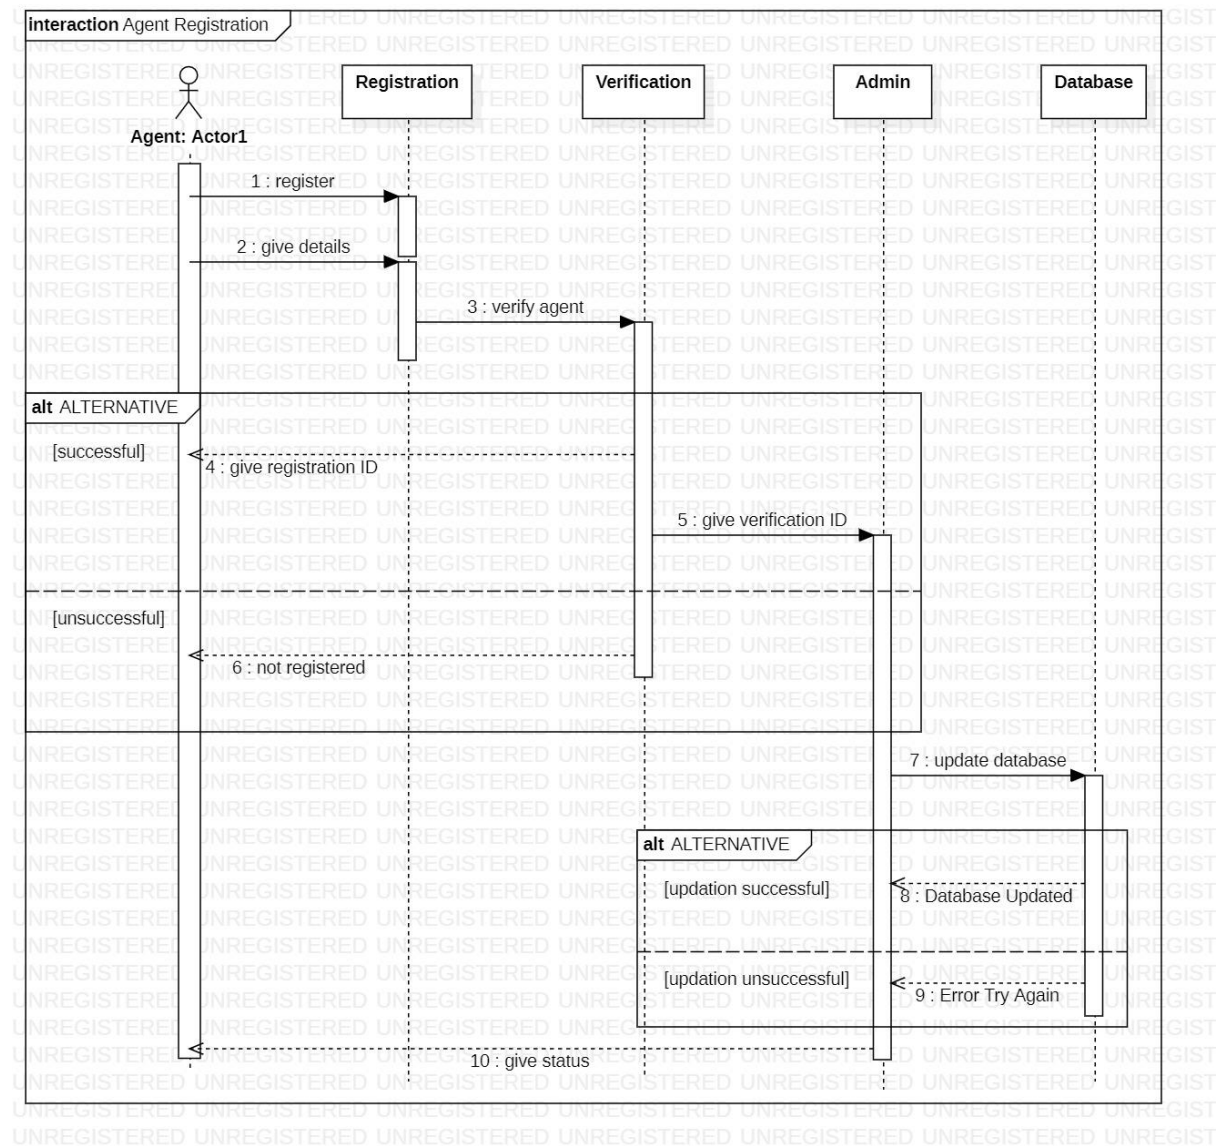 interaction Agent Registration
Registration
Verification
Admin
Database
Agent: Actor1
1 : register
2 : give details
3 : verify agent
alt ALTERNATIVE
[successful]
4 : give registration ID
5 : give verification ID
[unsuccessful]
6 : not registered
7 : update database
alt ALTERNATIVE
[updation successful]
8 : Database Updated
[updation unsuccessful]
9 : Error Try Again
10 : give status
UNREGISTERED